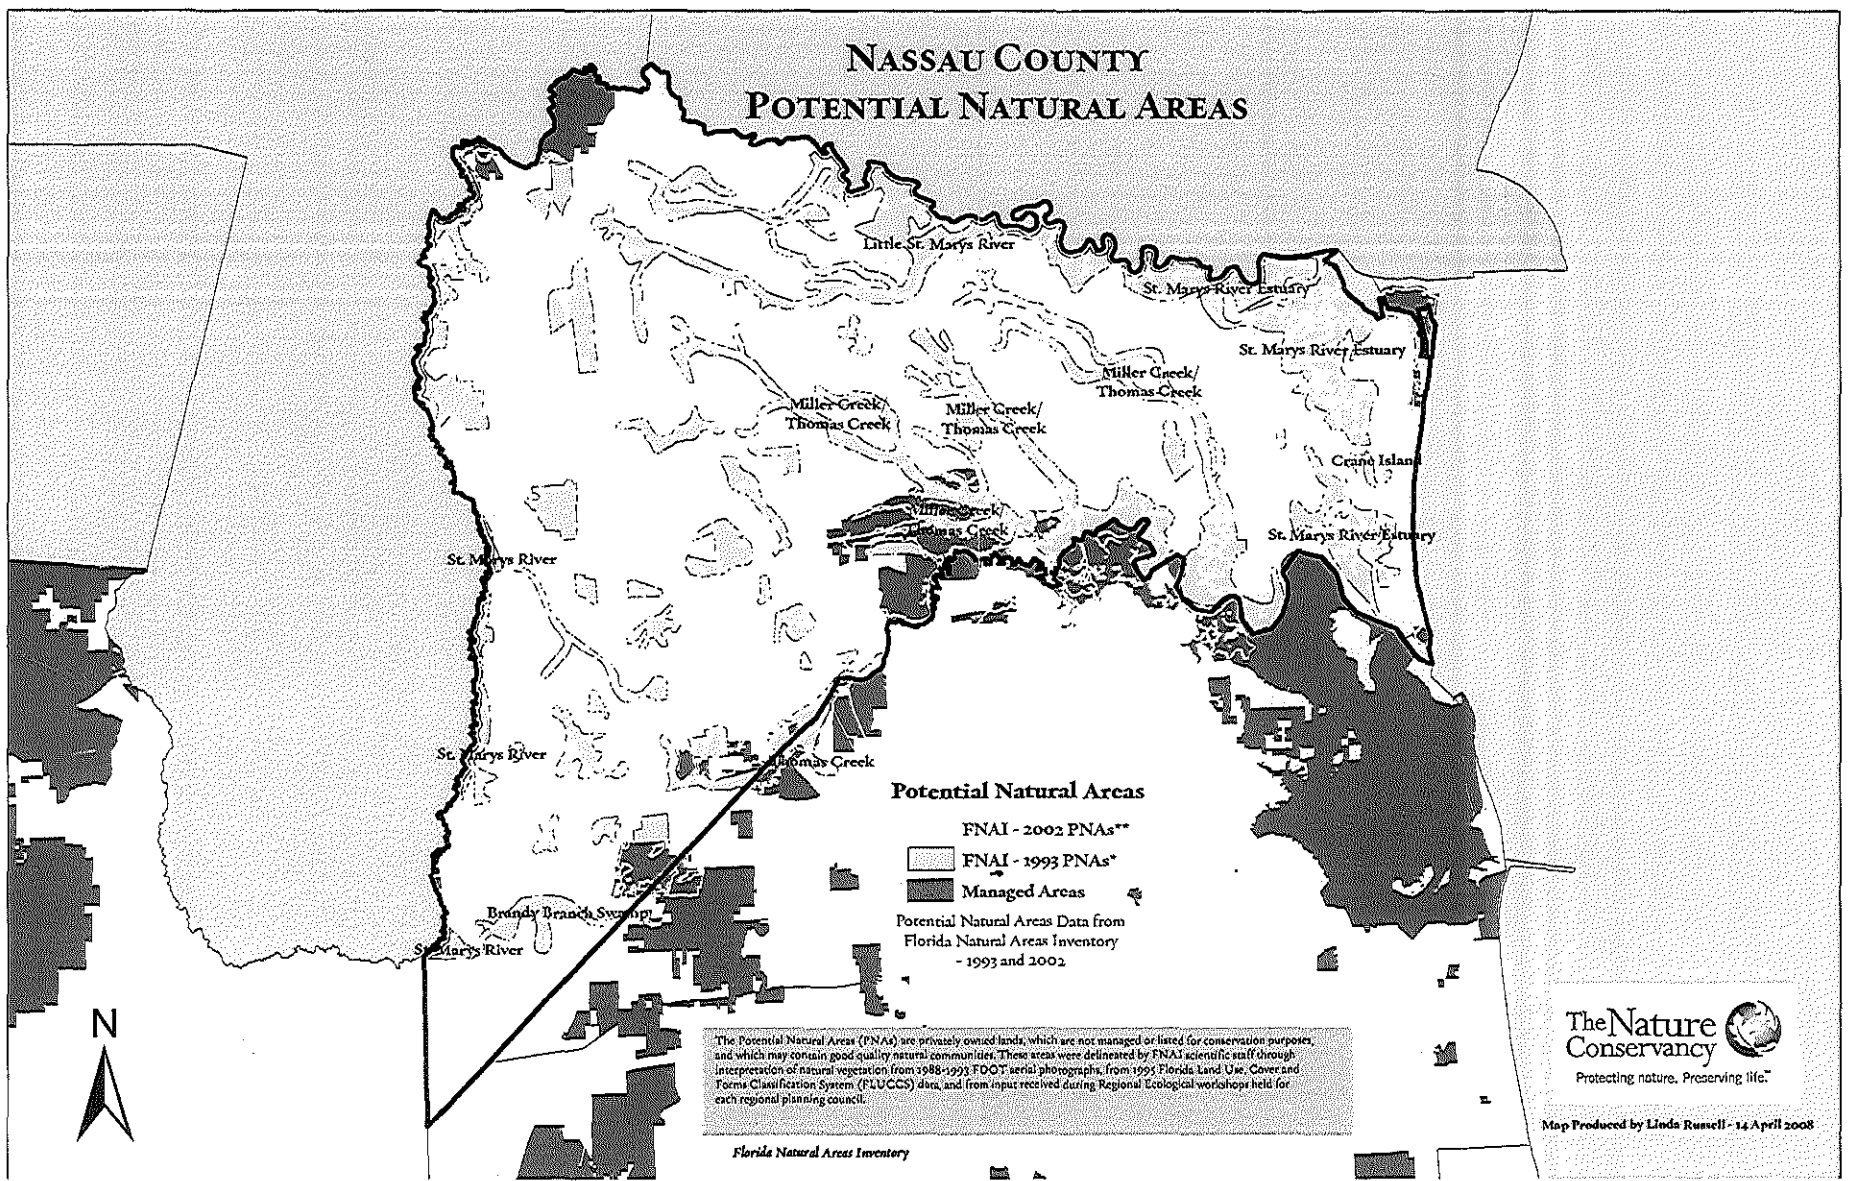 NASSAU COUNTY
POTENTIAL NATURAL AREAS
Little St. Marys River
St. Marys River Estuary
St. Marys River Estuary
Miller Creek/
Thomas Creek
Miller Creek/
Thomas Creek
Miller Creek/
Thomas Creek
Crane Island
Miller Creek/
Thomas Creek
St. Marys River Estuary
St. Marys River
St. Marys River
Thomas Creek
Brandy Branch Swamp
St. Marys River
Potential Natural Areas
FNAI - 2002 PNAs**
FNAI - 1993 PNAs*
Managed Areas
Potential Natural Areas Data from
Florida Natural Areas Inventory
- 1993 and 2002
N
The Potential Natural Areas (PNAs) are privately owned lands, which are not managed or listed for conservation purposes,
and which may contain good quality natural communities. These areas were delineated by FNAI scientific staff through
interpretation of natural vegetation from 1988-1993 FDOT aerial photographs, from 1995 Florida Land Use, Cover and
Forms Classification System (FLUCCS) data, and from input received during Regional Ecological workshops held for
each regional planning council.
Florida Natural Areas Inventory
The Nature
Conservancy
Protecting nature. Preserving life.™
Map Produced by Linda Russell - 14 April 2008